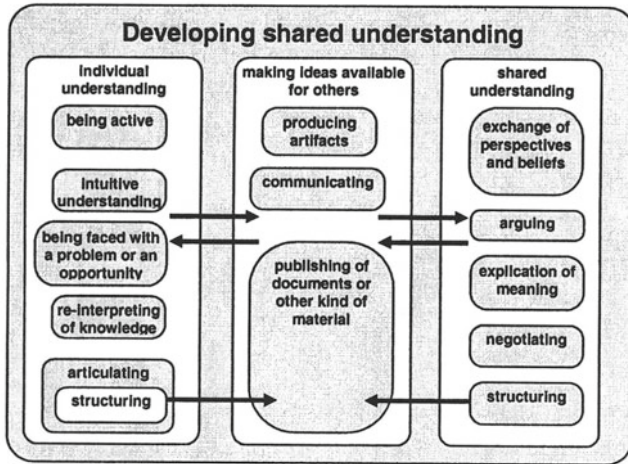 Developing shared understanding
individual
understanding
being active
Intuitive
understanding
being faced with
a problem or an
opportunity
re-interpreting
of knowledge
articulating
structuring
making ideas available
for others
producing
artifacts
communicating
publishing of
documents or
other kind of
material
shared
understanding
exchange of
perspectives
and beliefs
arguing
explication of
meaning
negotiating
structuring